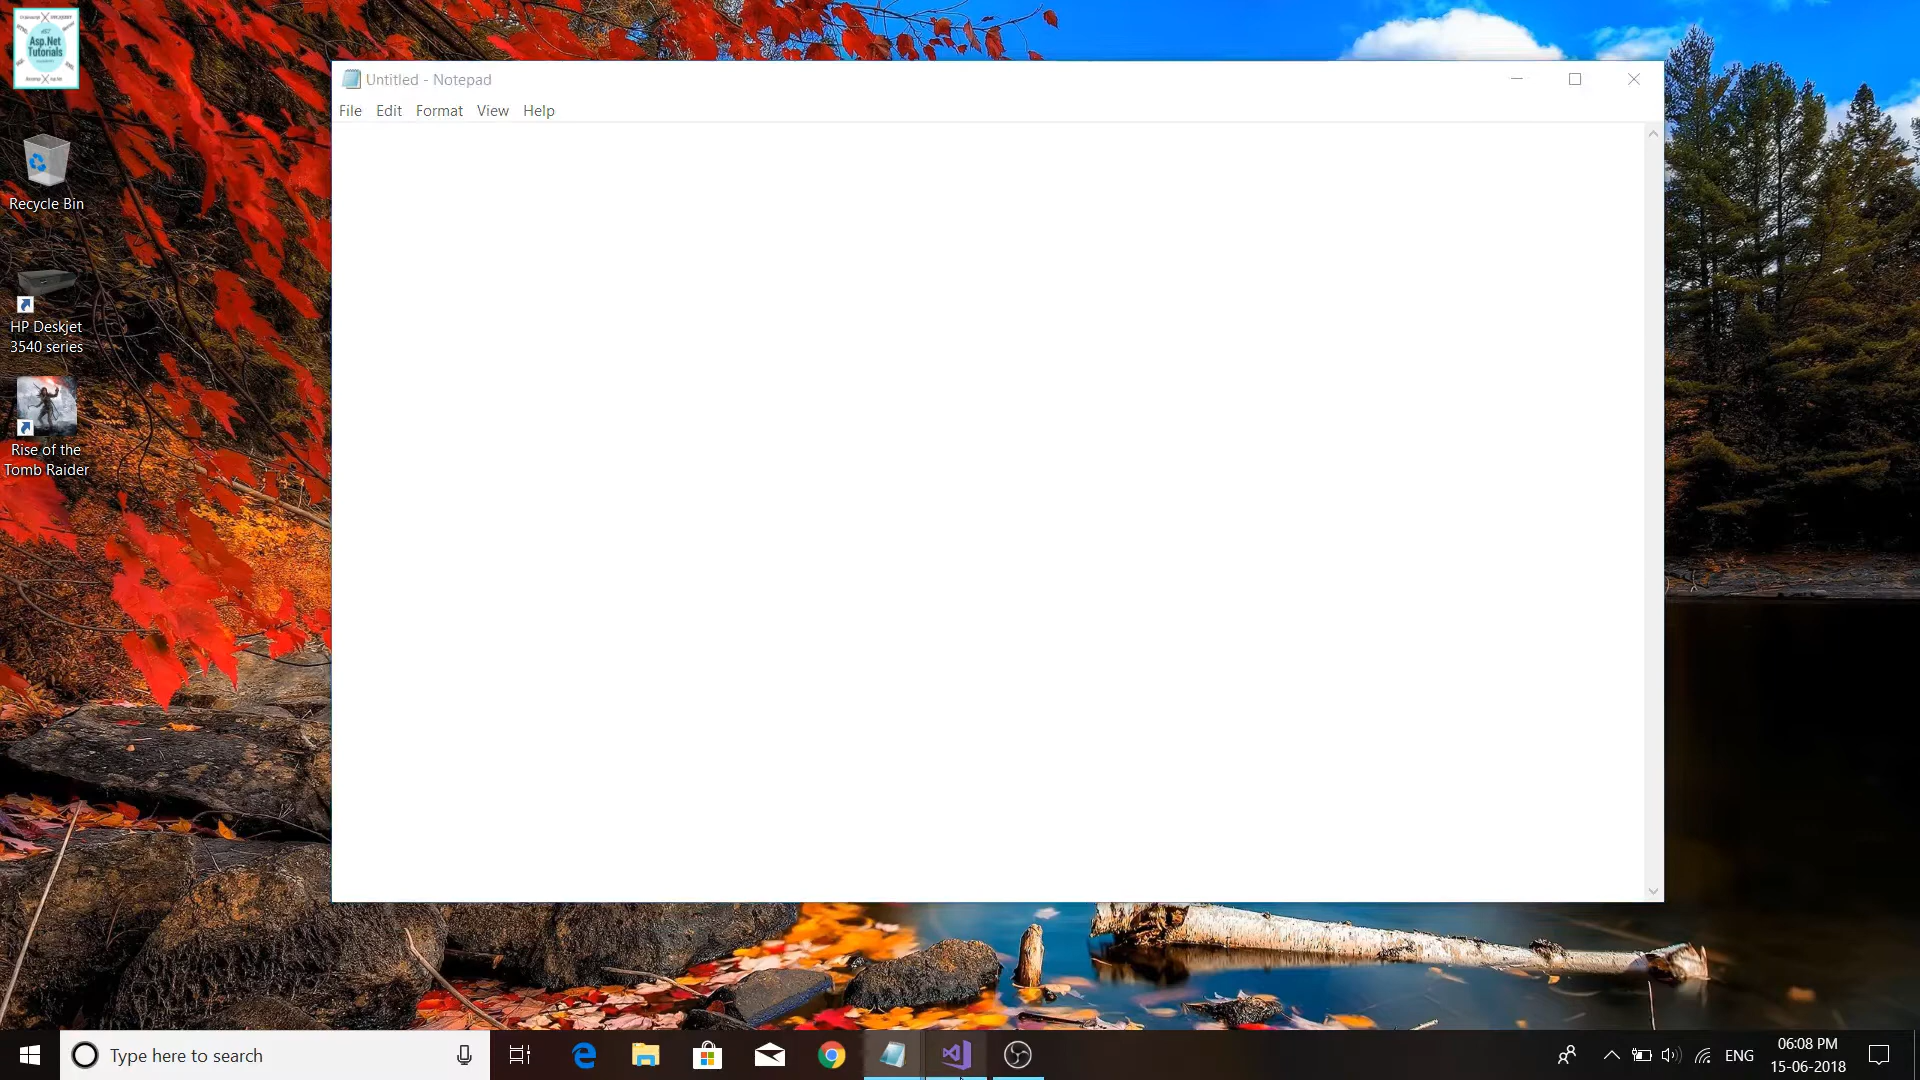 Asp.Net
Tutorials
Recycle Bin
HP Deskjet
3540 series
Rise of the
Tomb Raider
Untitled - Notepad
File Edit Format View Help
Type here to search
ENG
06:08 PM
15-06-2018